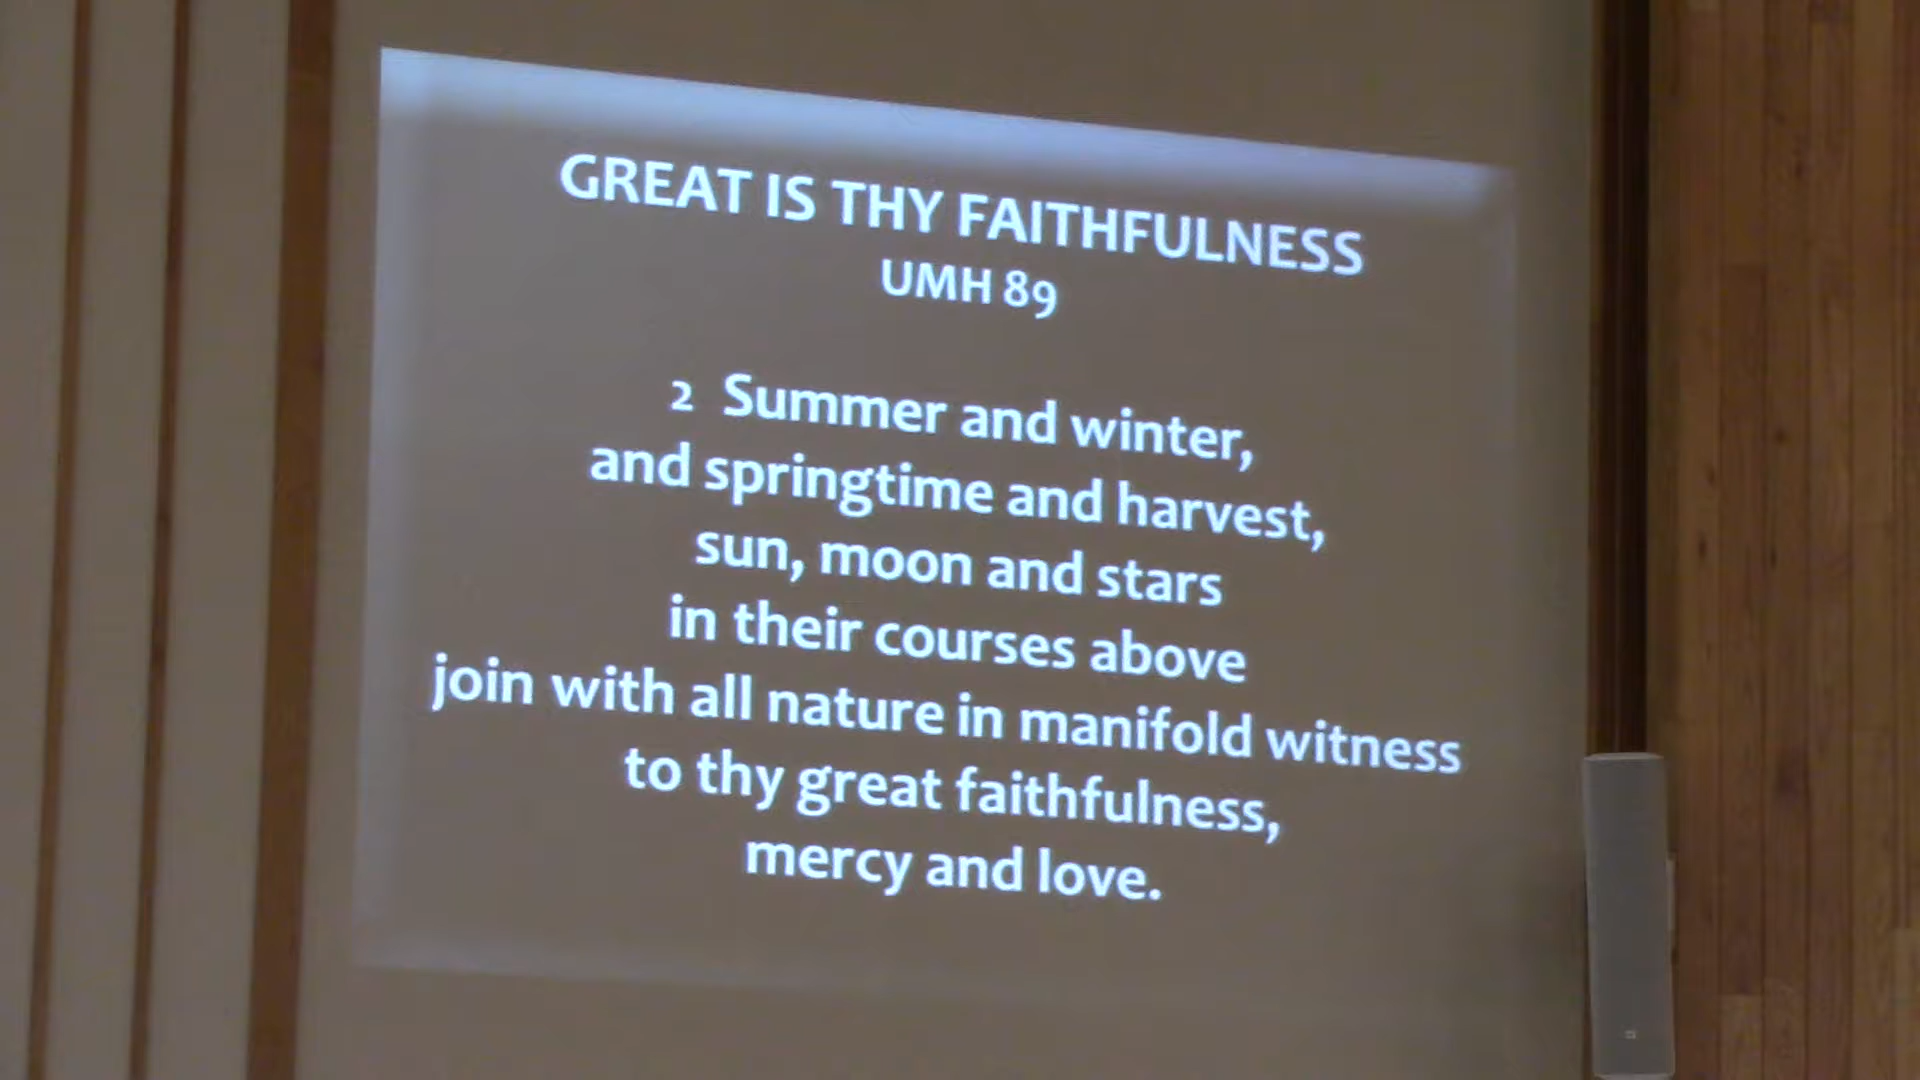 GREAT IS THY FAITHFULNESS
UMH 89
2 Summer and winter,
and springtime and harvest,
sun, moon and stars
in their courses above
join with all nature in manifold witness
to thy great faithfulness,
mercy and love.